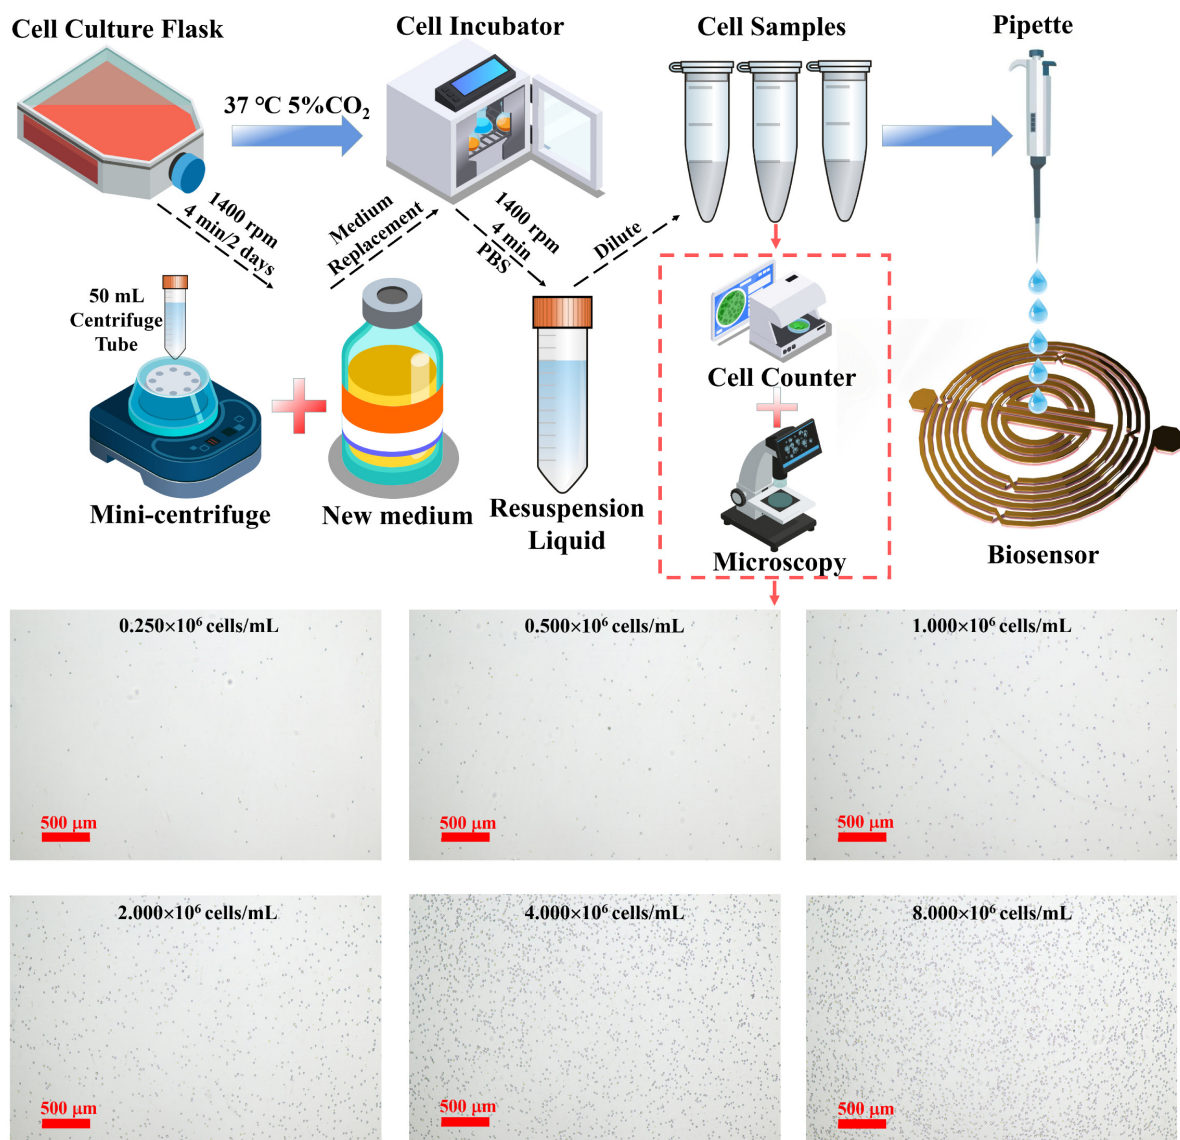 Cell Culture Flask
Cell Incubator
Cell Samples
Pipette
37 ℃ 5%CO₂
1400 rpm
4 min/2 days
Medium
Replacement
1400 rpm
4 min
PBS
Dilute
50 mL
Centrifuge
Tube
Cell Counter
Mini-centrifuge
New medium
Resuspension
Liquid
Microscopy
Biosensor
0.250×10⁶ cells/mL
0.500×10⁶ cells/mL
1.000×10⁶ cells/mL
500 μm
500 μm
500 μm
2.000×10⁶ cells/mL
4.000×10⁶ cells/mL
8.000×10⁶ cells/mL
500 μm
500 μm
500 μm